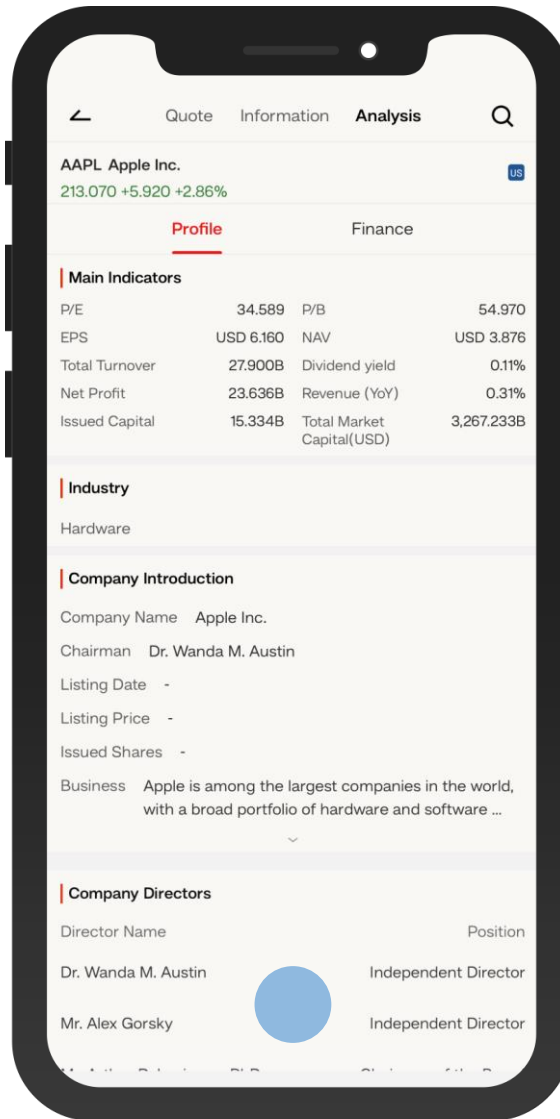 Quote Information Analysis
AAPL Apple Inc.
US
213.070 +5.920 +2.86%
Profile Finance
Main Indicators
P/E 34.589 P/B 54.970
EPS USD 6.160 NAV USD 3.876
Total Turnover 27.900B Dividend yield 0.11%
Net Profit 23.636B Revenue (YoY) 0.31%
Issued Capital 15.334B Total Market 3,267.233B
Capital(USD)
Industry
Hardware
Company Introduction
Company Name Apple Inc.
Chairman Dr. Wanda M. Austin
Listing Date -
Listing Price -
Issued Shares -
Business Apple is among the largest companies in the world,
with a broad portfolio of hardware and software ...
Company Directors
Director Name Position
Dr. Wanda M. Austin Independent Director
Mr. Alex Gorsky Independent Director